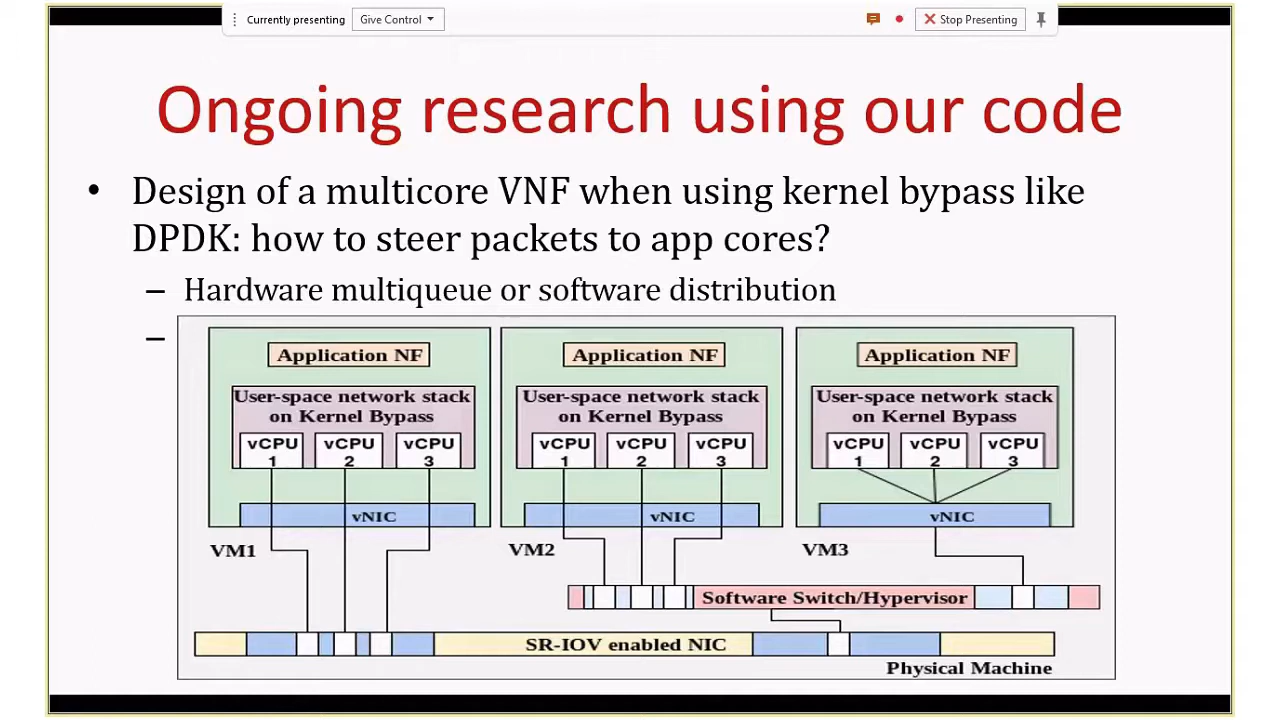 Currently presenting
Give Control
Stop Presenting
Ongoing research using our code
• Design of a multicore VNF when using kernel bypass like
DPDK: how to steer packets to app cores?
– Hardware multiqueue or software distribution
–
Application NF
User-space network stack
on Kernel Bypass
vCPU 1
vCPU 2
vCPU 3
vNIC
VM1
Application NF
User-space network stack
on Kernel Bypass
vCPU 1
vCPU 2
vCPU 3
vNIC
VM2
Application NF
User-space network stack
on Kernel Bypass
vCPU 1
vCPU 2
vCPU 3
vNIC
VM3
Software Switch/Hypervisor
SR-IOV enabled NIC
Physical Machine